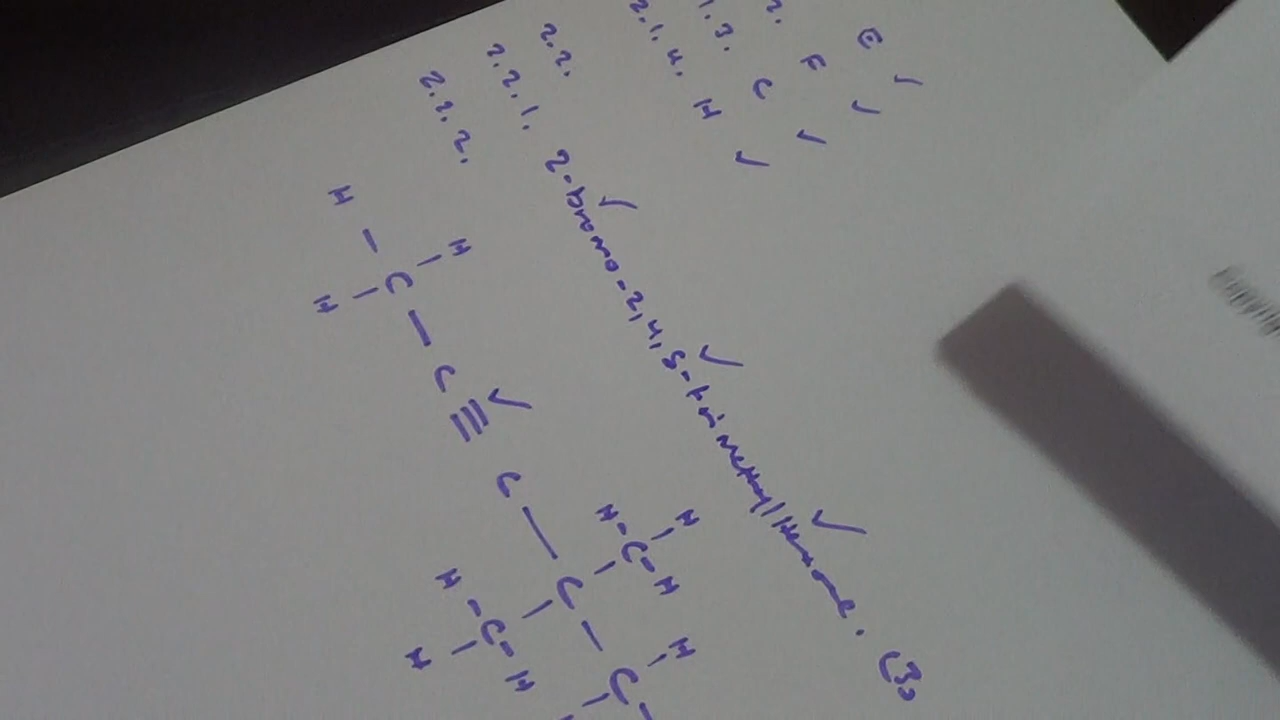 E ✓
2. F ✓
1.3. C ✓
2.1.4. H ✓
2.2.
2.2.1. 2-bromo-2,4,5-trimethylHexane. (3)
2.2.2.
H H
H - C - C ≡ C - C - C
H
H - C - H
H
H - C - H
H
H